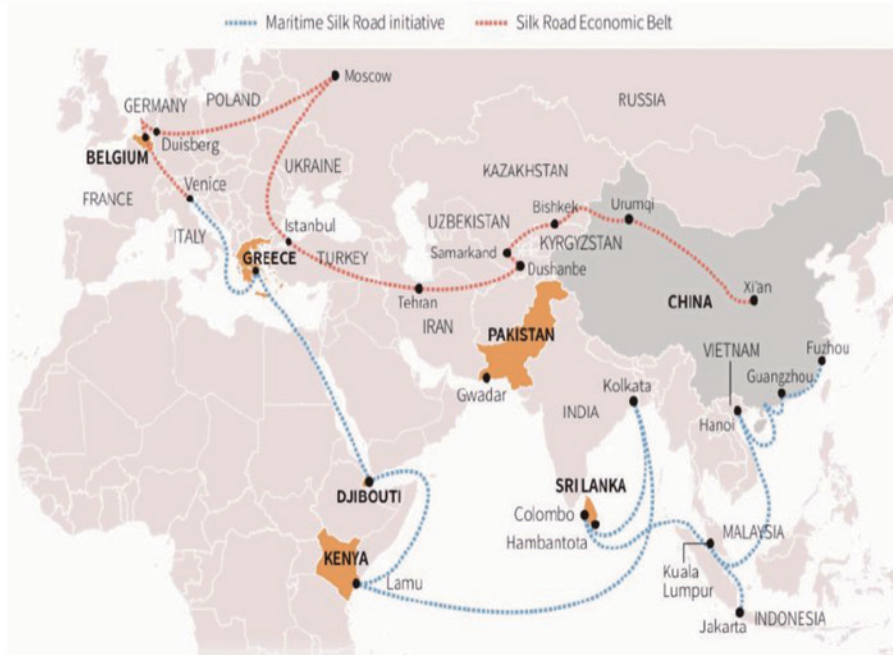 Maritime Silk Road initiative
Silk Road Economic Belt
Moscow
RUSSIA
GERMANY
POLAND
Duisberg
BELGIUM
UKRAINE
KAZAKHSTAN
FRANCE
Venice
Bishkek
Urumqi
ITALY
Istanbul
UZBEKISTAN
Samarkand
KYRGYZSTAN
GREECE
TURKEY
Dushanbe
Tehran
Xi'an
CHINA
IRAN
PAKISTAN
VIETNAM
Fuzhou
Guangzhou
Gwadar
Kolkata
INDIA
Hanoi
SRI LANKA
DJIBOUTI
Colombo
Hambantota
MALAYSIA
KENYA
Lamu
Kuala
Lumpur
Jakarta
INDONESIA